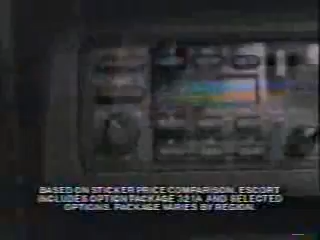 BASED ON STICKER PRICE COMPARISON. ESCORT
INCLUDES OPTION PACKAGE 321A AND SELECTED
OPTIONS. PACKAGE VARIES BY REGION.